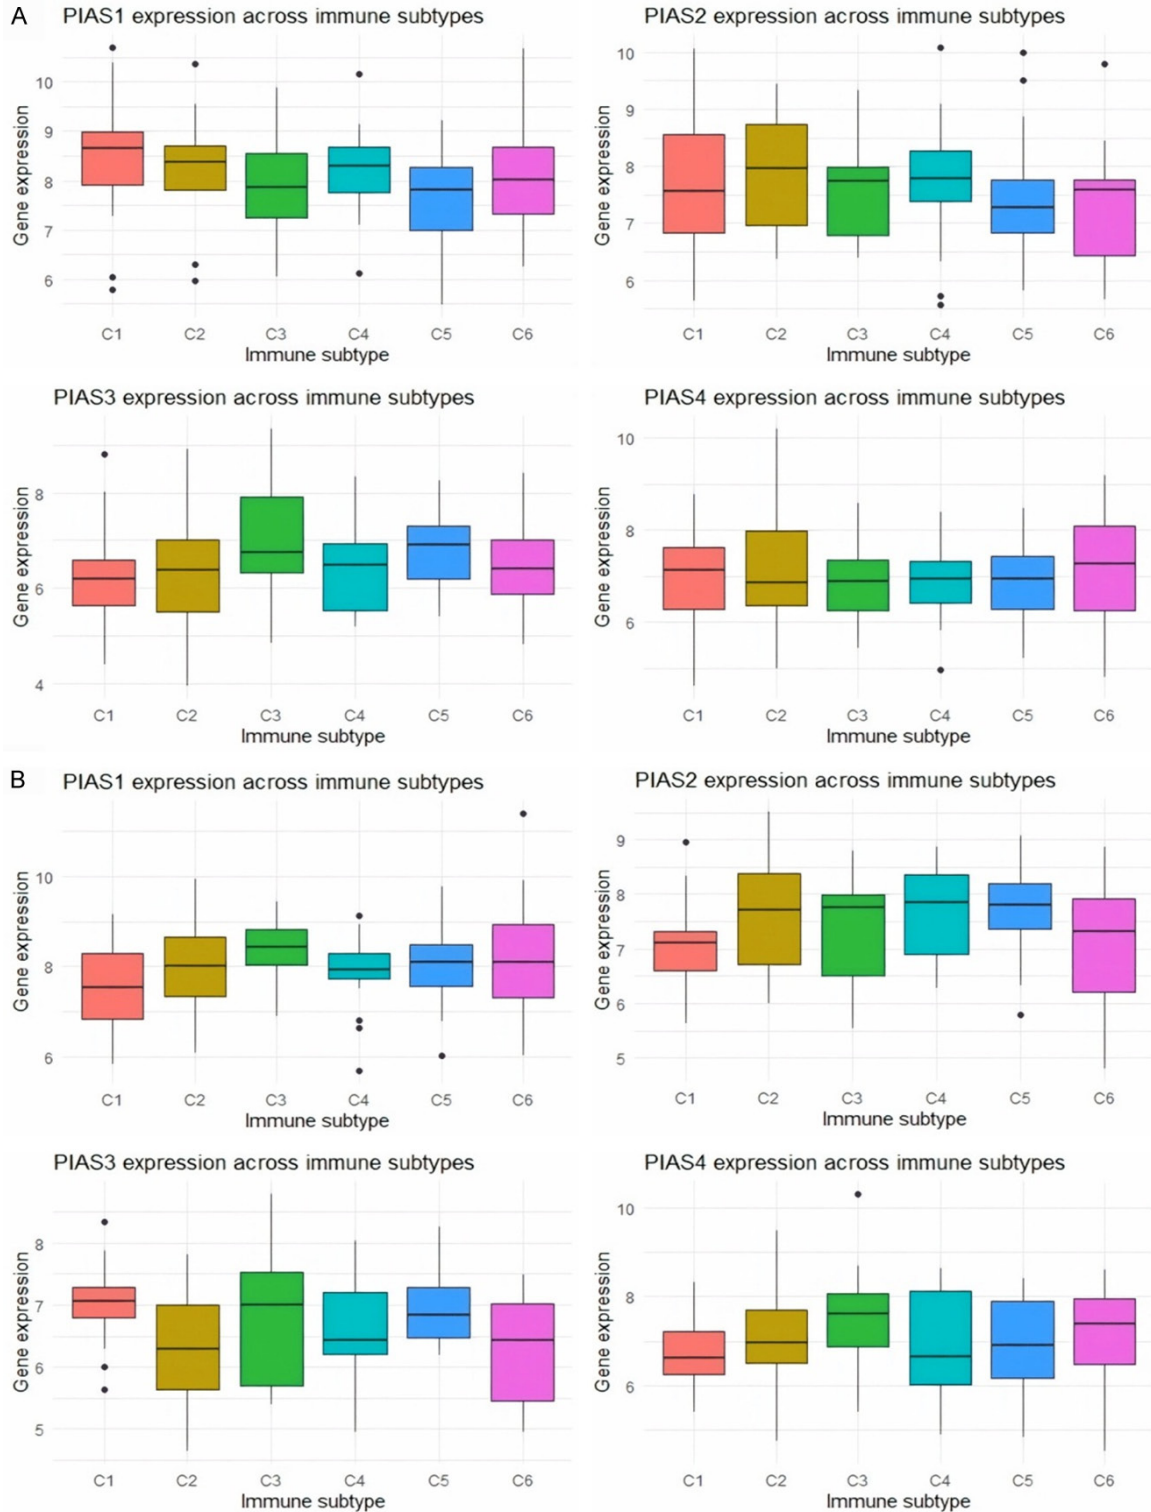 A
PIAS1 expression across immune subtypes
Gene expression
10
9
8
7
6
C1 C2 C3 C4 C5 C6
Immune subtype
PIAS2 expression across immune subtypes
Gene expression
10
9
8
7
6
C1 C2 C3 C4 C5 C6
Immune subtype
PIAS3 expression across immune subtypes
Gene expression
8
6
4
C1 C2 C3 C4 C5 C6
Immune subtype
PIAS4 expression across immune subtypes
Gene expression
10
8
6
C1 C2 C3 C4 C5 C6
Immune subtype
B
PIAS1 expression across immune subtypes
Gene expression
10
8
6
C1 C2 C3 C4 C5 C6
Immune subtype
PIAS2 expression across immune subtypes
Gene expression
9
8
7
6
5
C1 C2 C3 C4 C5 C6
Immune subtype
PIAS3 expression across immune subtypes
Gene expression
8
7
6
5
C1 C2 C3 C4 C5 C6
Immune subtype
PIAS4 expression across immune subtypes
Gene expression
10
8
6
C1 C2 C3 C4 C5 C6
Immune subtype